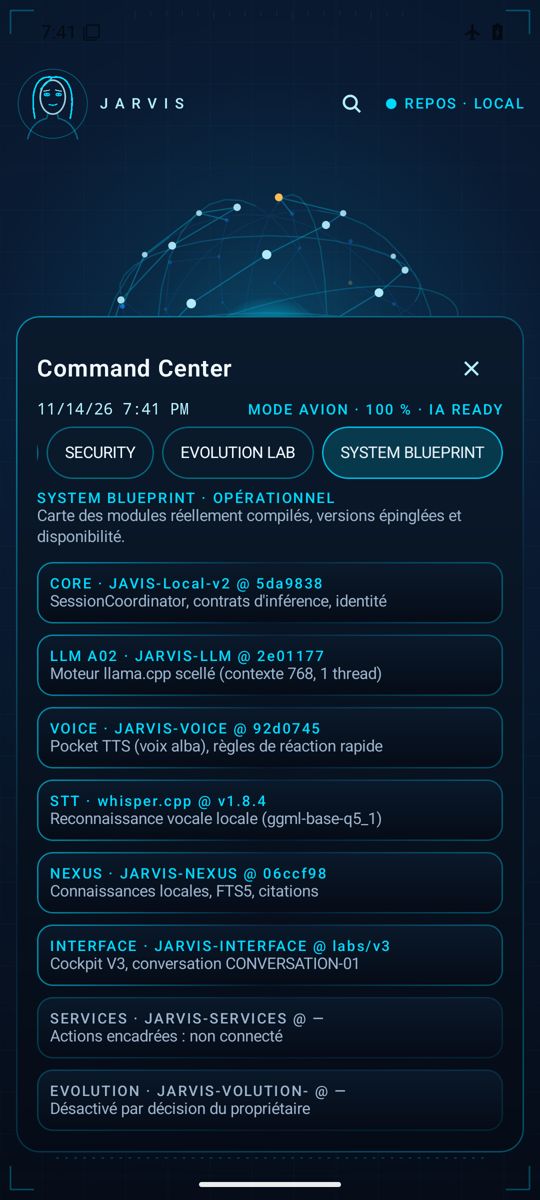 7:41
JARVIS
REPOS · LOCAL
Command Center
11/14/26 7:41 PM
MODE AVION · 100 % · IA READY
SECURITY
EVOLUTION LAB
SYSTEM BLUEPRINT
SYSTEM BLUEPRINT · OPÉRATIONNEL
Carte des modules réellement compilés, versions épinglées et
disponibilité.
CORE · JAVIS-Local-v2 @ 5da9838
SessionCoordinator, contrats d'inférence, identité
LLM A02 · JARVIS-LLM @ 2e01177
Moteur llama.cpp scellé (contexte 768, 1 thread)
VOICE · JARVIS-VOICE @ 92d0745
Pocket TTS (voix alba), règles de réaction rapide
STT · whisper.cpp @ v1.8.4
Reconnaissance vocale locale (ggml-base-q5_1)
NEXUS · JARVIS-NEXUS @ 06ccf98
Connaissances locales, FTS5, citations
INTERFACE · JARVIS-INTERFACE @ labs/v3
Cockpit V3, conversation CONVERSATION-01
SERVICES · JARVIS-SERVICES @ —
Actions encadrées : non connecté
EVOLUTION · JARVIS-VOLUTION- @ —
Désactivé par décision du propriétaire